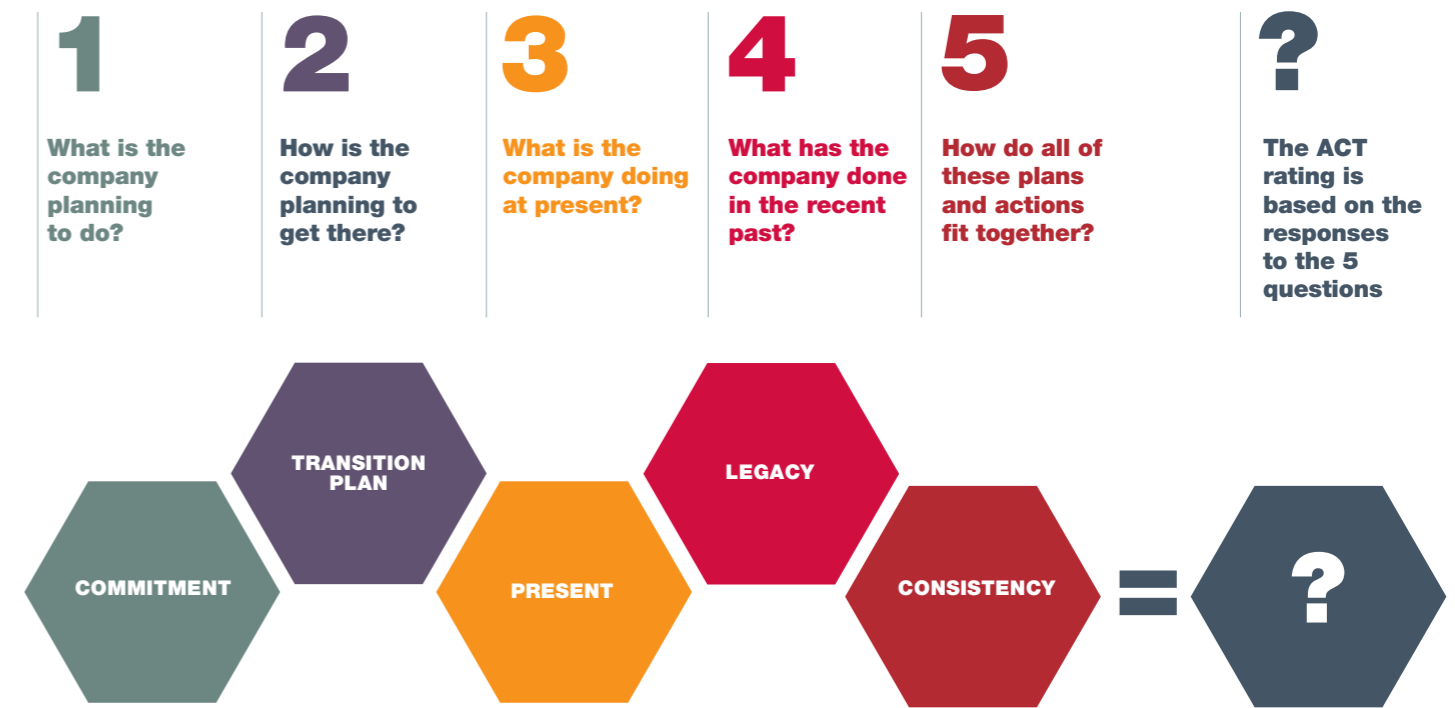 1
What is the
company
planning
to do?
2
How is the
company
planning to
get there?
3
What is the
company doing
at present?
4
What has the
company done
in the recent
past?
5
How do all of
these plans
and actions
fit together?
?
The ACT
rating is
based on the
responses
to the 5
questions
COMMITMENT
TRANSITION
PLAN
PRESENT
LEGACY
CONSISTENCY
=
?